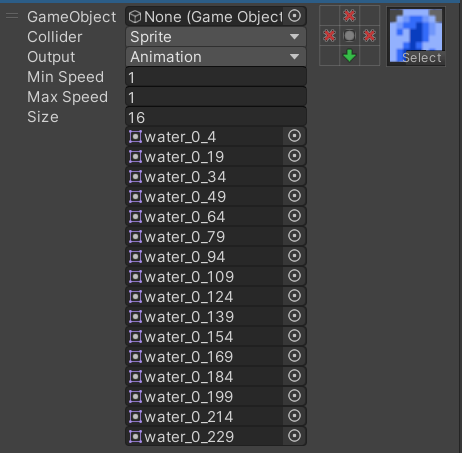 GameObject None (Game Object
Collider Sprite
Output Animation
Min Speed 1
Max Speed 1
Size 16
water_0_4
water_0_19
water_0_34
water_0_49
water_0_64
water_0_79
water_0_94
water_0_109
water_0_124
water_0_139
water_0_154
water_0_169
water_0_184
water_0_199
water_0_214
water_0_229
Select